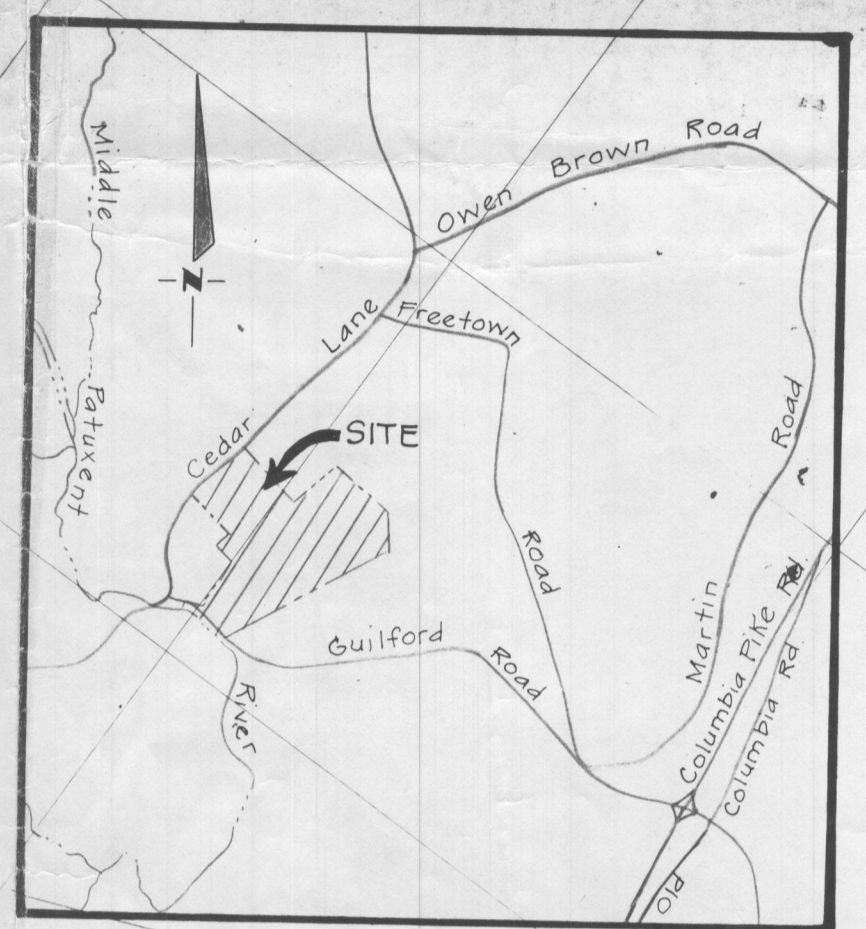 Middle
Patuxent
River
N
Owen Brown Road
Freetown
Road
Cedar Lane
SITE
Guilford
Road
Martin
Road
Columbia Pike Rd
Old
Columbia Rd